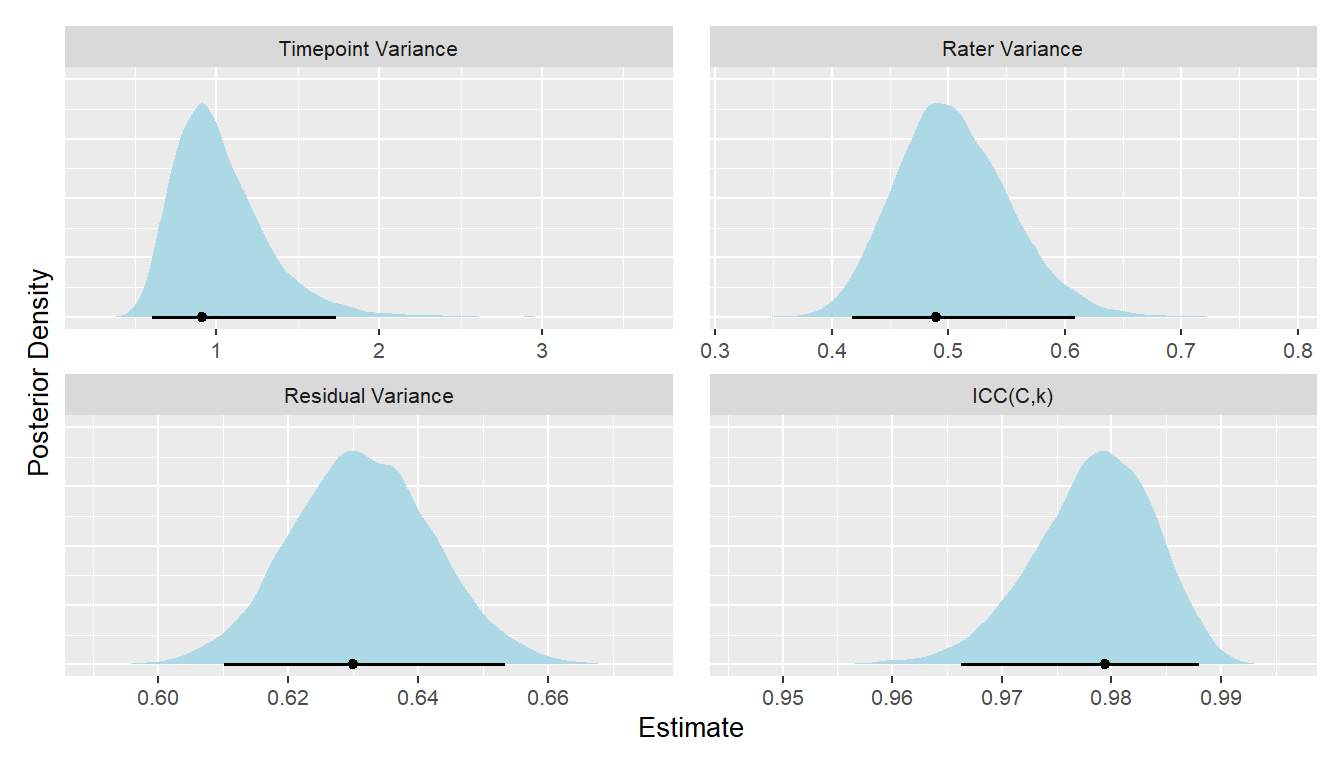 Timepoint Variance
Rater Variance
1 2 3
0.3 0.4 0.5 0.6 0.7 0.8
Residual Variance
ICC(C,k)
0.60 0.62 0.64 0.66
0.95 0.96 0.97 0.98 0.99
Posterior Density
Estimate